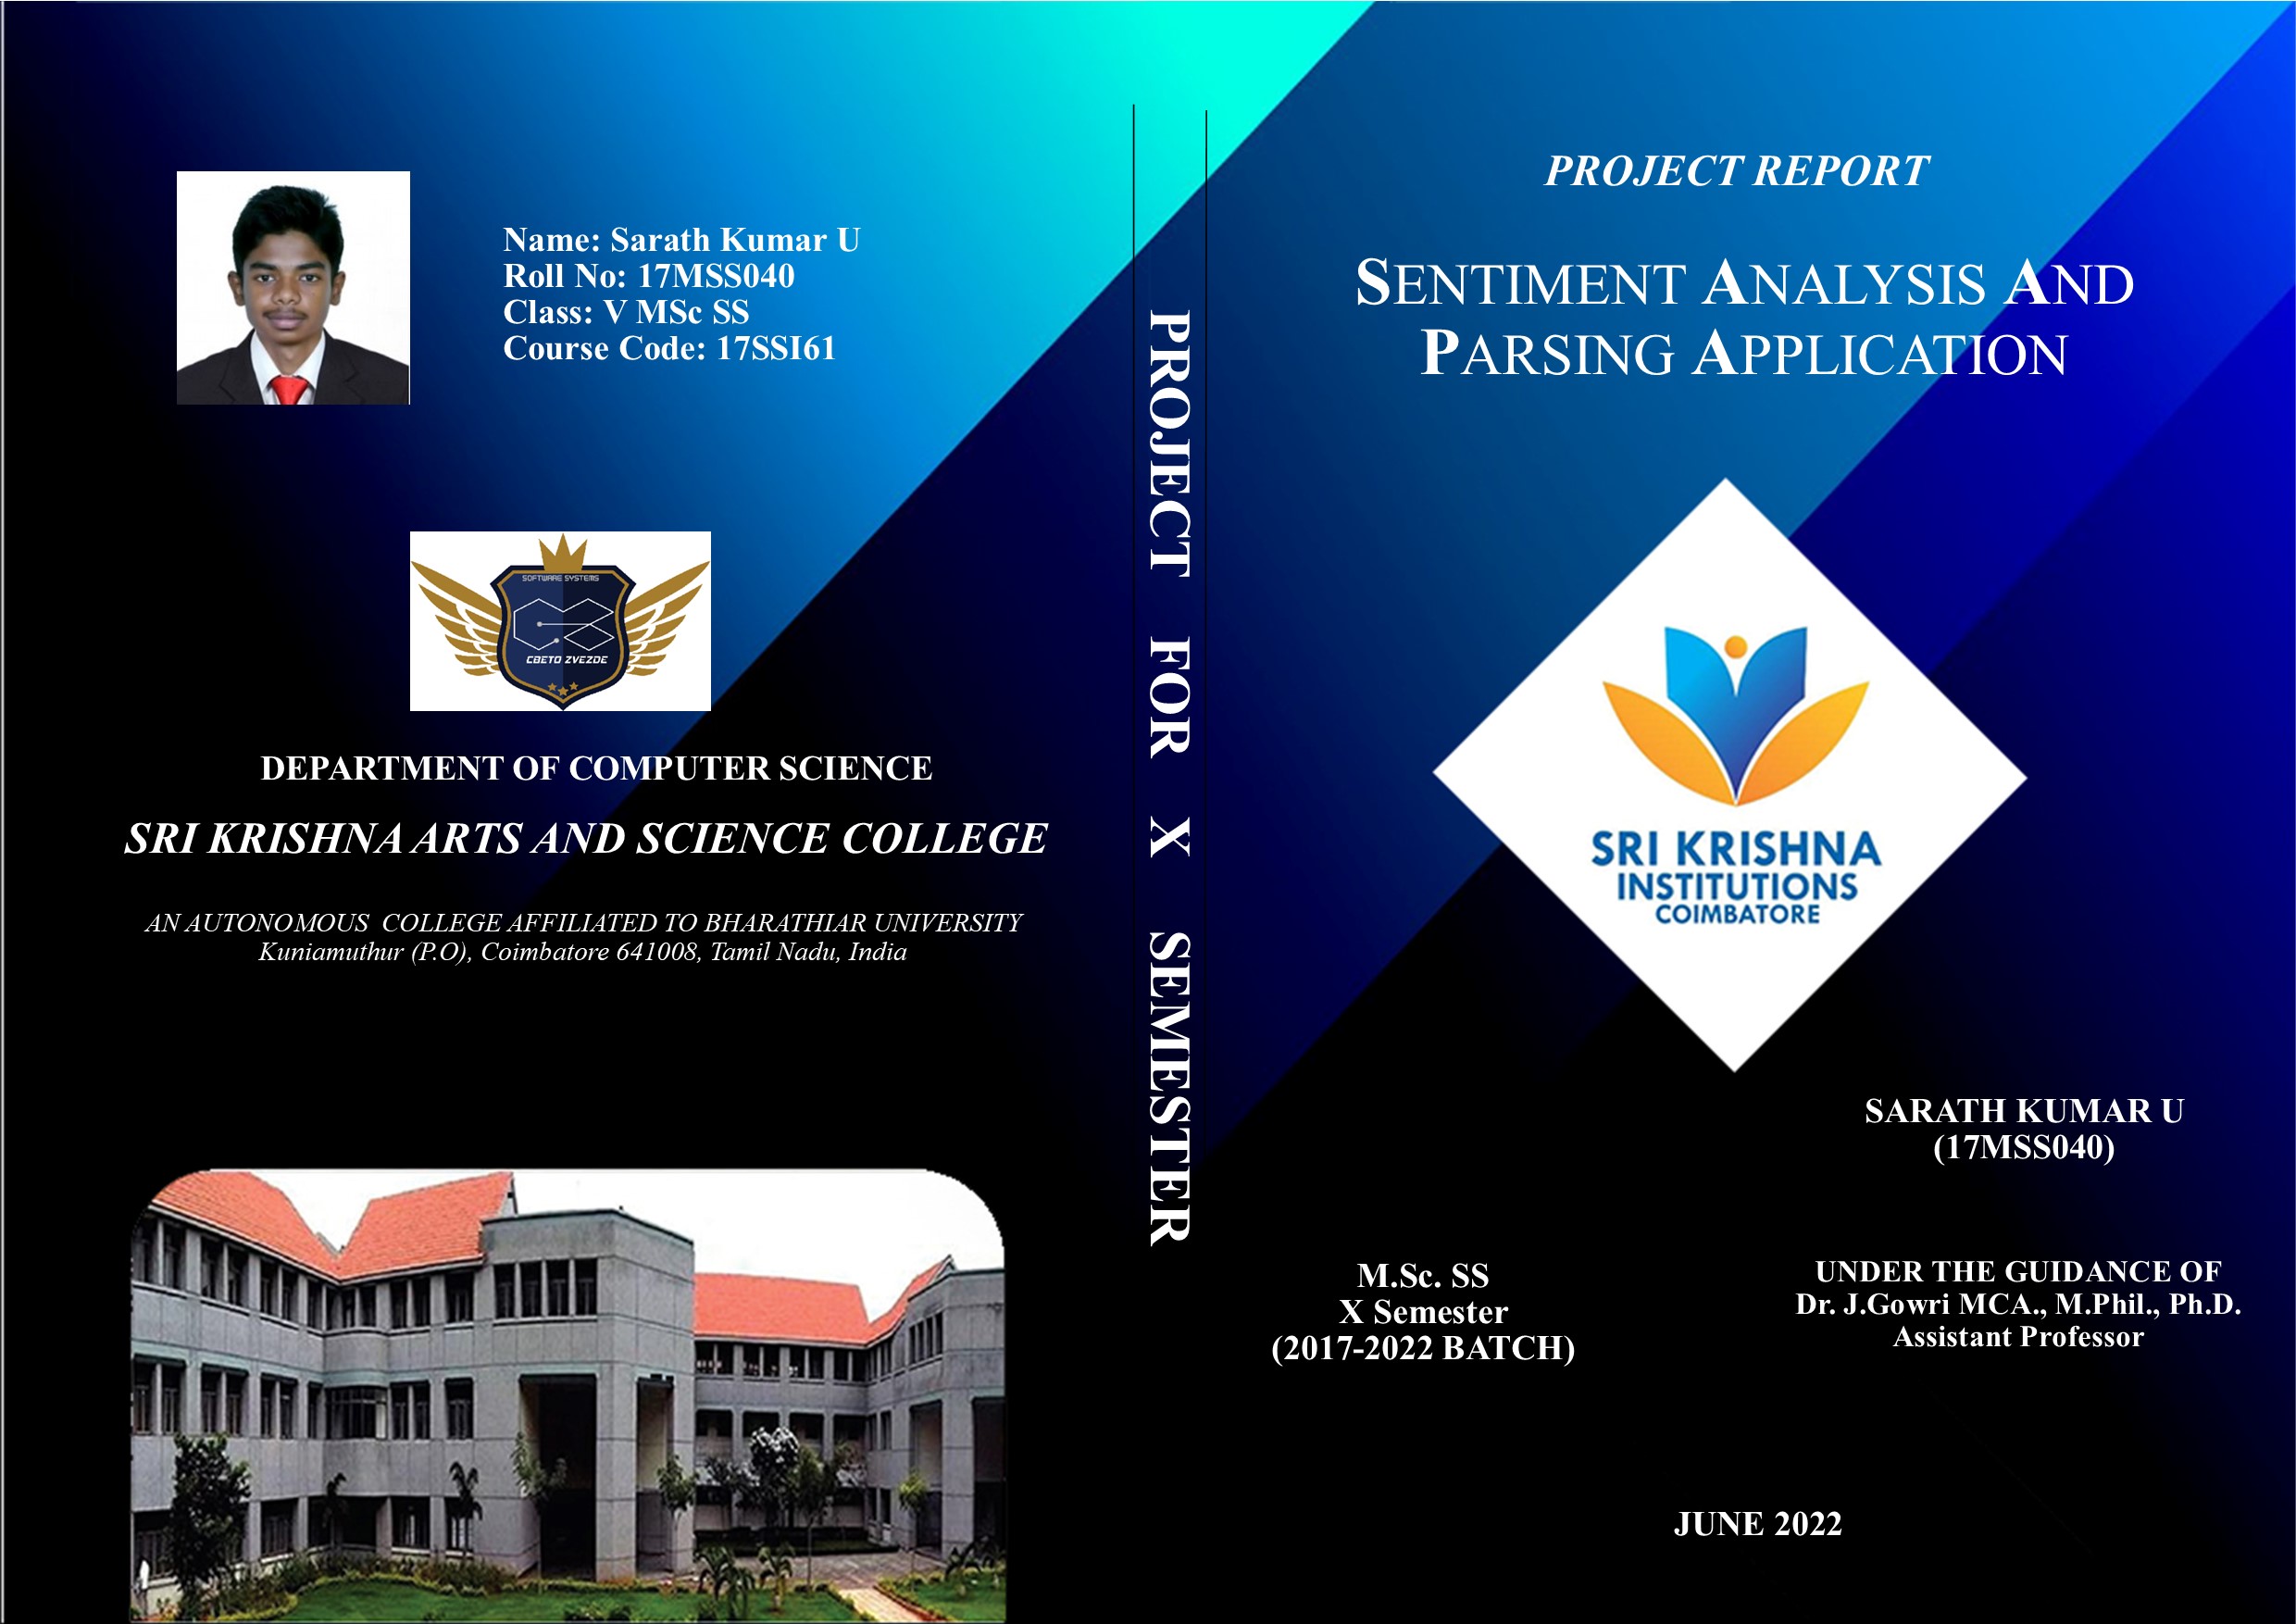 Name: Sarath Kumar U
Roll No: 17MSS040
Class: V MSc SS
Course Code: 17SSI61
SOFTWARE SYSTEMS
CBETO ZVEZDE
DEPARTMENT OF COMPUTER SCIENCE
SRI KRISHNA ARTS AND SCIENCE COLLEGE
AN AUTONOMOUS COLLEGE AFFILIATED TO BHARATHIAR UNIVERSITY
Kuniamuthur (P.O), Coimbatore 641008, Tamil Nadu, India
PROJECT FOR X SEMESTER
PROJECT REPORT
SENTIMENT ANALYSIS AND
PARSING APPLICATION
SRI KRISHNA
INSTITUTIONS
COIMBATORE
SARATH KUMAR U
(17MSS040)
M.Sc. SS
X Semester
(2017-2022 BATCH)
UNDER THE GUIDANCE OF
Dr. J.Gowri MCA., M.Phil., Ph.D.
Assistant Professor
JUNE 2022